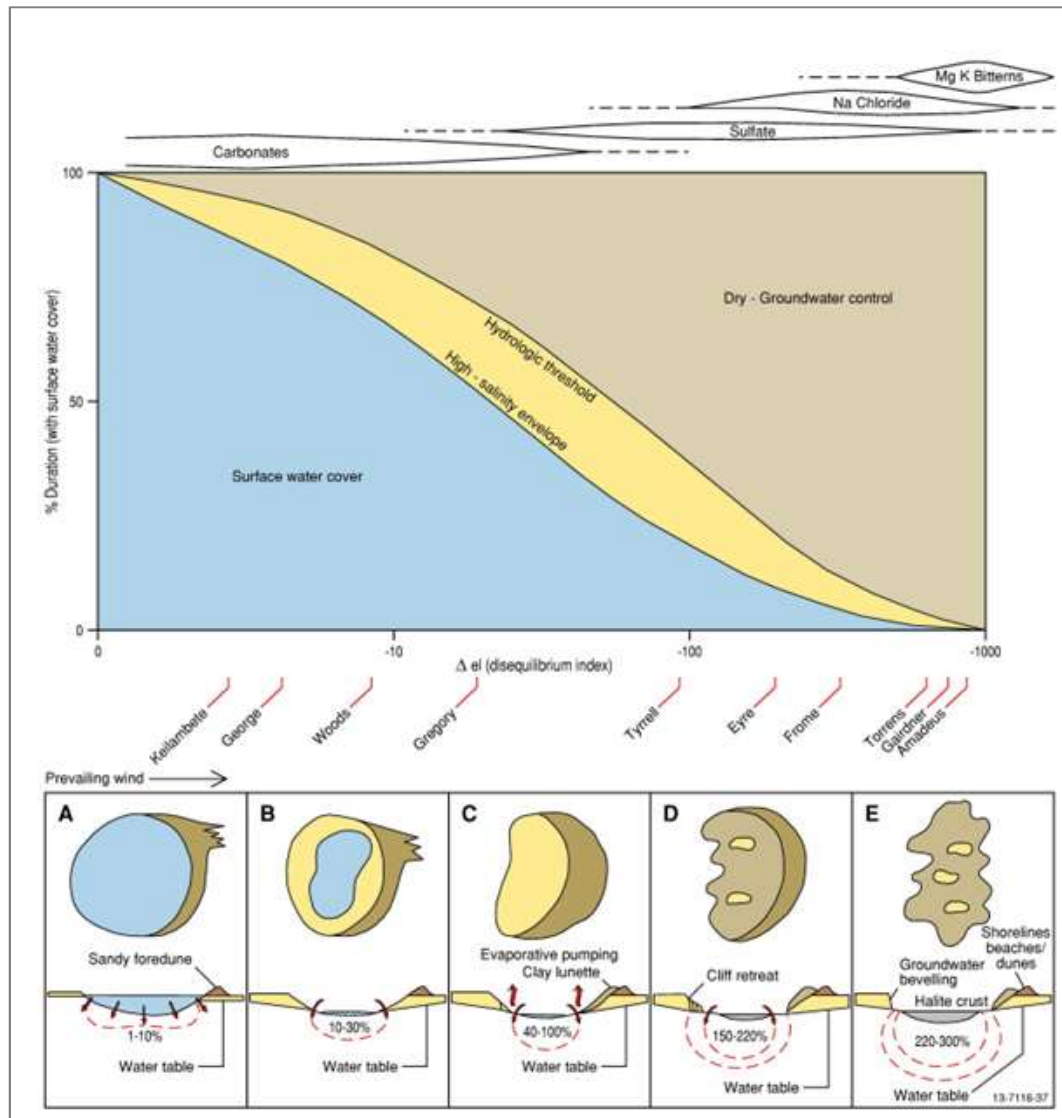 Mg K Bitterns
Na Chloride
Sulfate
Carbonates
100
50
0
% Duration (with surface water cover)
Dry - Groundwater control
Hydrologic threshold
High - salinity envelope
Surface water cover
0
-10
-100
-1000
Δ el (disequilibrium index)
Keilambete
George
Woods
Gregory
Tyrrell
Eyre
Frome
Torrens
Gairdner
Amadeus
Prevailing wind
A
Sandy foredune
1-10%
Water table
B
10-30%
Water table
C
Evaporative pumping
Clay lunette
40-100%
Water table
D
Cliff retreat
150-220%
Water table
E
Shorelines
beaches/
dunes
Groundwater
bevelling
Halite crust
220-300%
Water table
13-7116-37